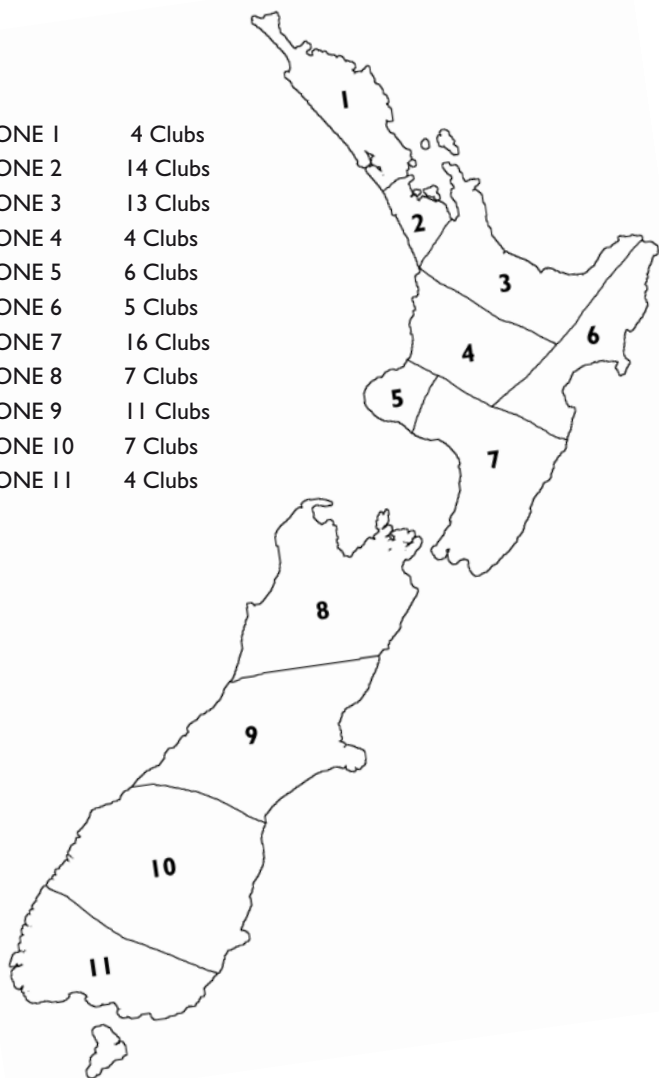 ONE 1 4 Clubs
ONE 2 14 Clubs
ONE 3 13 Clubs
ONE 4 4 Clubs
ONE 5 6 Clubs
ONE 6 5 Clubs
ONE 7 16 Clubs
ONE 8 7 Clubs
ONE 9 11 Clubs
ONE 10 7 Clubs
ONE 11 4 Clubs
1
2
3
4
5
6
7
8
9
10
11